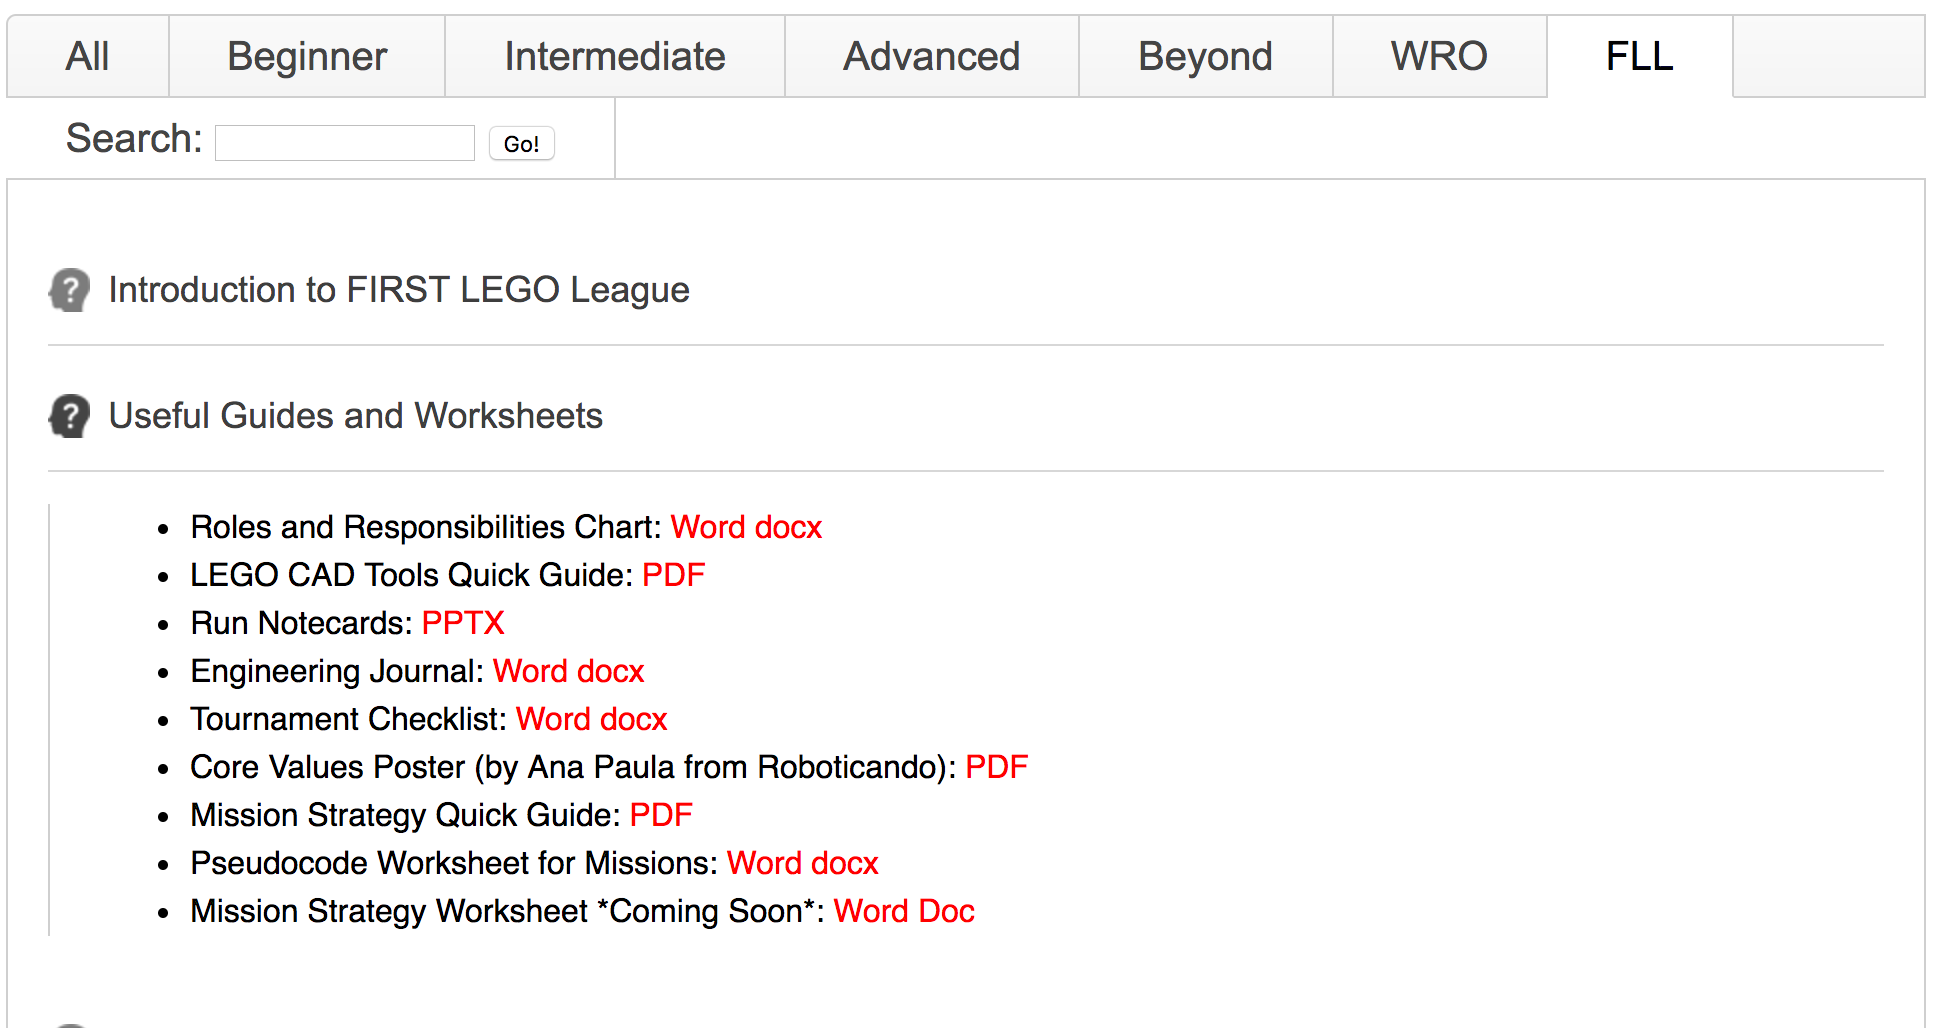 All Beginner Intermediate Advanced Beyond WRO FLL
Search: Go!
Introduction to FIRST LEGO League
Useful Guides and Worksheets
• Roles and Responsibilities Chart: Word docx
• LEGO CAD Tools Quick Guide: PDF
• Run Notecards: PPTX
• Engineering Journal: Word docx
• Tournament Checklist: Word docx
• Core Values Poster (by Ana Paula from Roboticando): PDF
• Mission Strategy Quick Guide: PDF
• Pseudocode Worksheet for Missions: Word docx
• Mission Strategy Worksheet *Coming Soon*: Word Doc